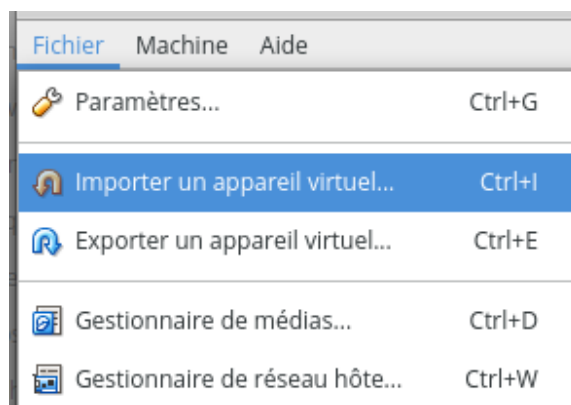 Fichier Machine Aide
Paramètres... Ctrl+G
Importer un appareil virtuel... Ctrl+I
Exporter un appareil virtuel... Ctrl+E
Gestionnaire de médias... Ctrl+D
Gestionnaire de réseau hôte... Ctrl+W